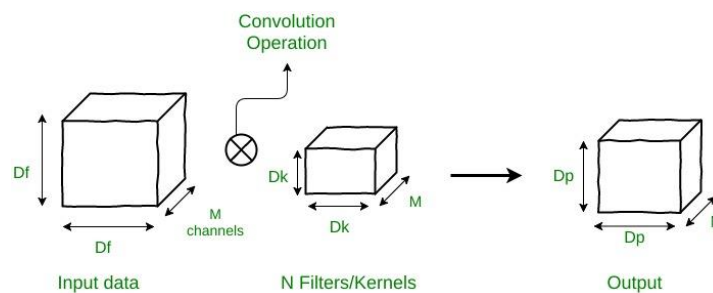 Convolution
Operation
Df
Df
M
channels
Dk
Dk
M
Dp
Dp
Input data
N Filters/Kernels
Output